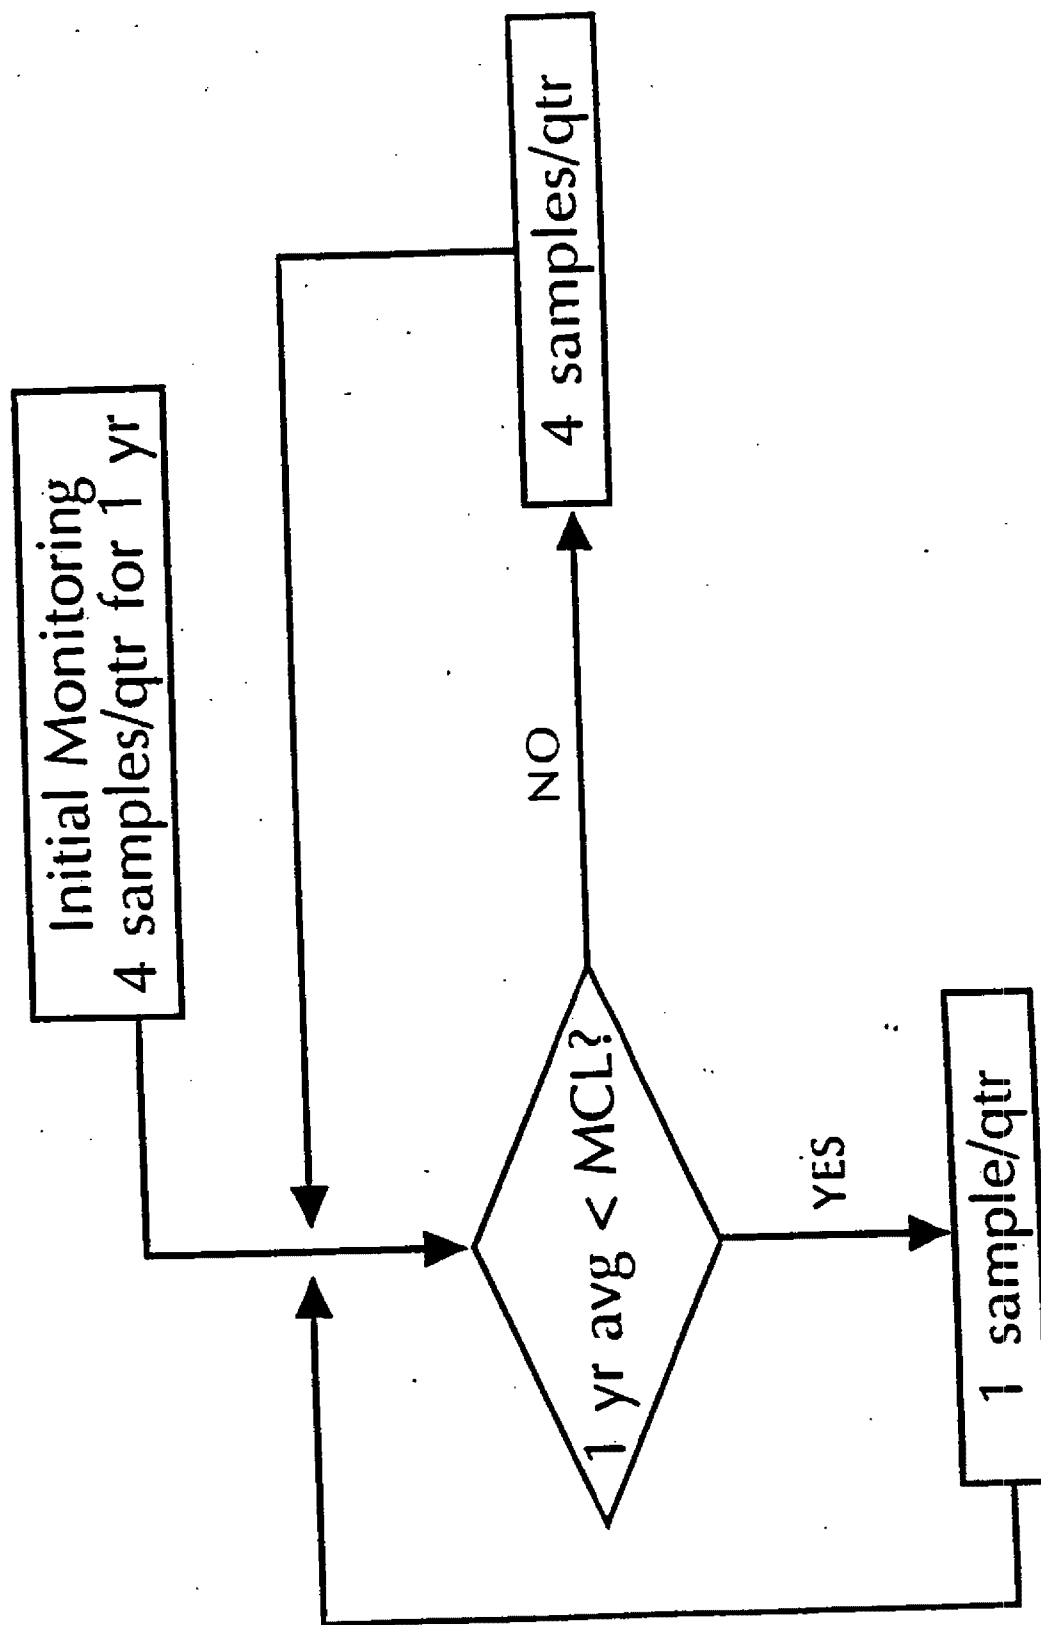 Initial Monitoring
4 samples/qtr for 1 yr
1 yr avg < MCL?
NO
4 samples/qtr
YES
1 sample/qtr